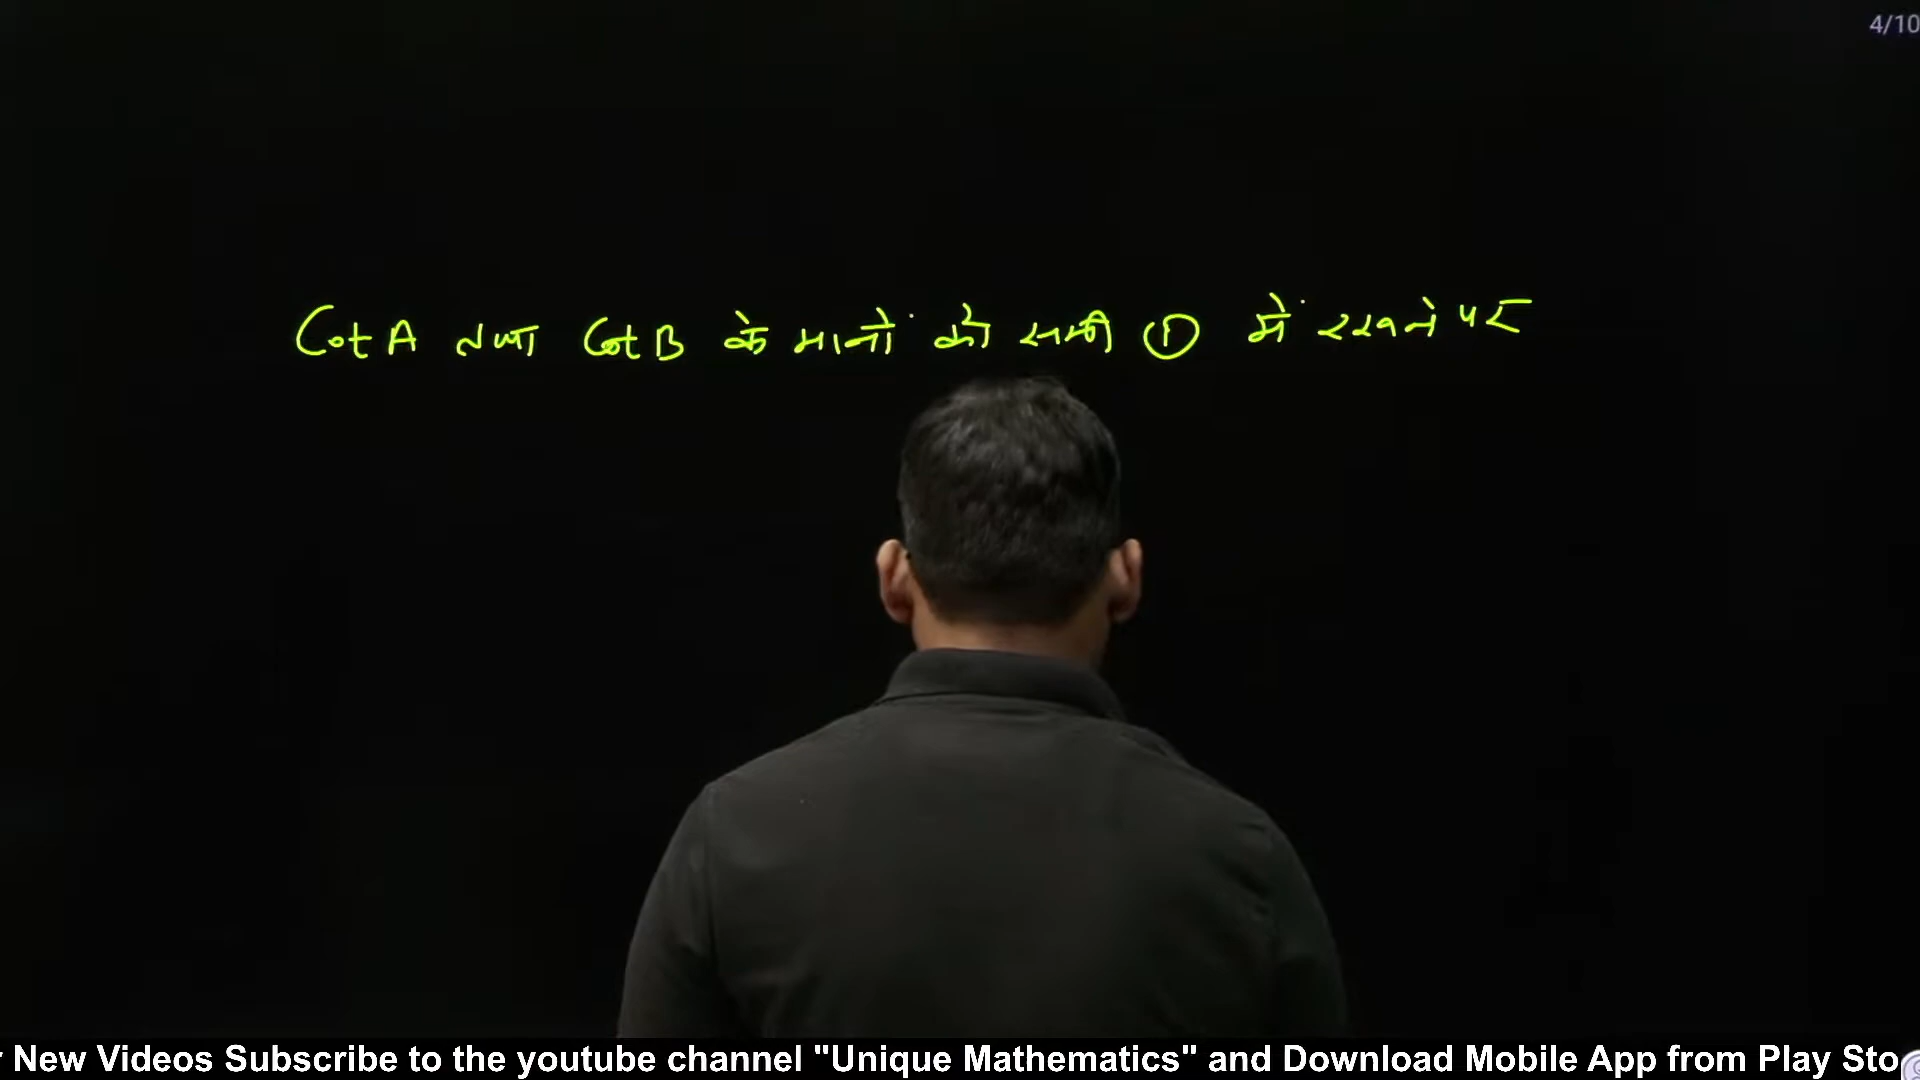 4/10
Cot A तथा Cot B के मानों को समी ① में रखने पर
New Videos Subscribe to the youtube channel "Unique Mathematics" and Download Mobile App from Play Sto